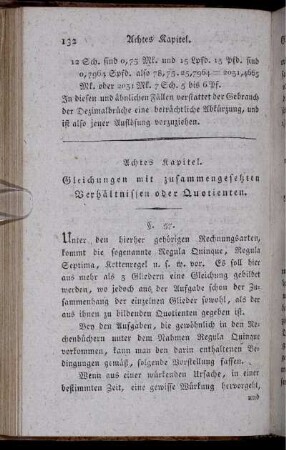 132 Achtes Kapitel.
12 Sch. sind 0,75 Mk. und 15 Lpfd. 15 Pfd. sind
0,7964 Spfd. also 78,75.25,7964 = 2031,4665
Mk. oder 2031 Mk. 7 Sch. 5 bis 6 Pf.
In diesen und ähnlichen Fällen verstattet der Gebrauch
der Dezimalbrüche eine beträchtliche Abkürzung, und
ist also jener Auflösung vorzuziehen.
Achtes Kapitel.
Gleichungen mit zusammengesetzten
Verhältnissen oder Quotienten.
§. 57.
Unter den hierher gehörigen Rechnungsarten,
kommt die sogenannte Regula Quinque, Regula
Septima, Kettenregel u. s. w. vor. Es soll hier
aus mehr als 5 Gliedern eine Gleichung gebildet
werden, wo jedoch aus der Aufgabe schon der Zu-
sammenhang der einzelnen Glieder sowohl, als der
aus ihnen zu bildenden Quotienten gegeben ist.
Bey den Aufgaben, die gewöhnlich in den Re-
chenbüchern unter dem Nahmen Regula Quinque
vorkommen, kann man den darin enthaltenen Be-
dingungen gemäß, folgende Vorstellung fassen.
Wenn aus einer würkenden Ursache, in einer
bestimmten Zeit, eine gewisse Würkung hervorgeht,
und